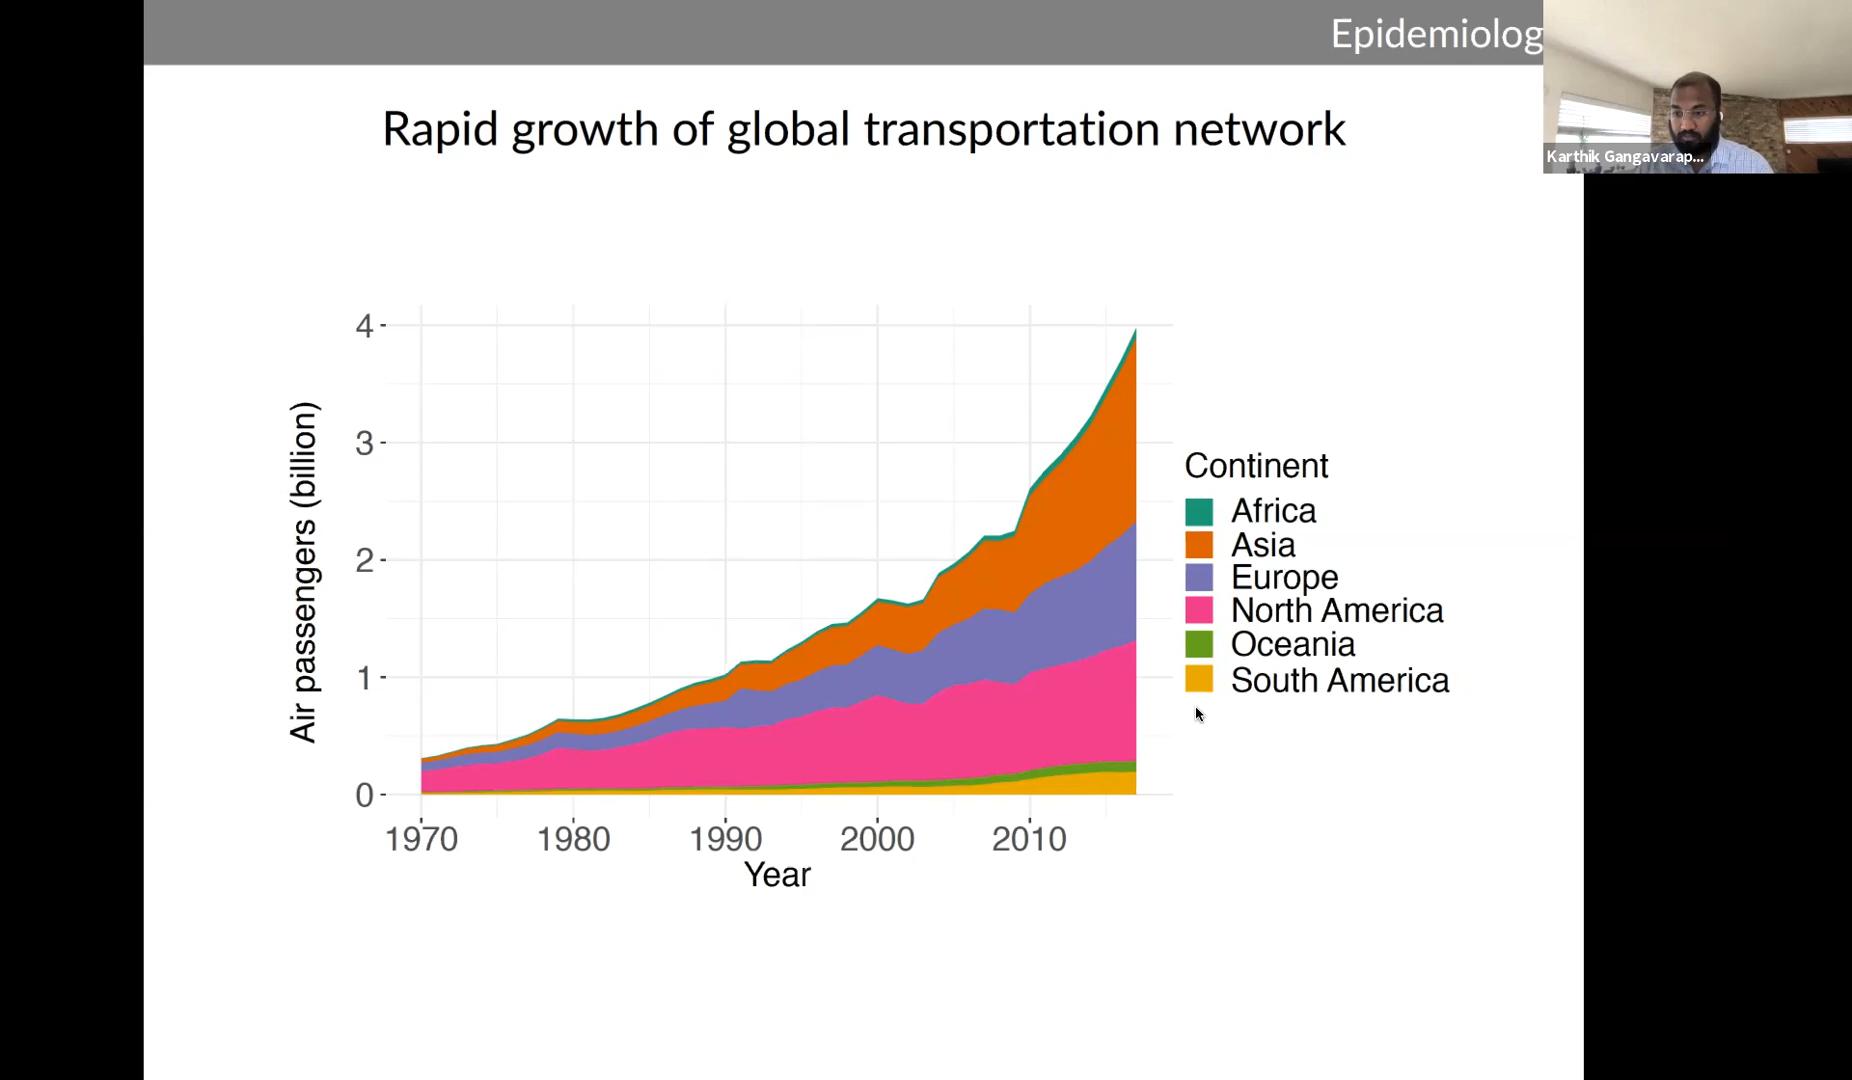 Epidemiolog
Karthik Gangavarap...
Rapid growth of global transportation network
4
3
2
1
0
Air passengers (billion)
1970 1980 1990 2000 2010
Year
Continent
Africa
Asia
Europe
North America
Oceania
South America